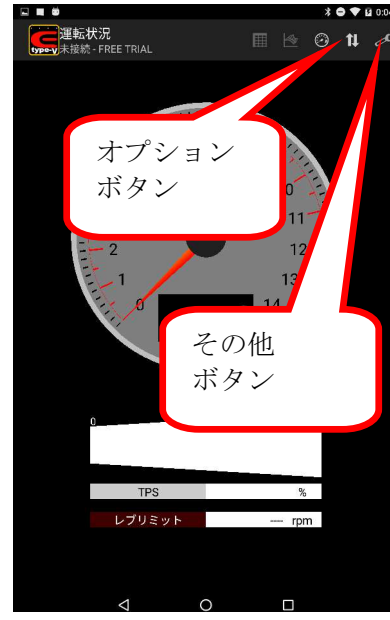 0:04
type-y
運転状況
未接続 - FREE TRIAL
オプション
ボタン
0
11
2
12
1
13
0
14
その他
ボタン
0
TPS
%
レブリミット
---- rpm